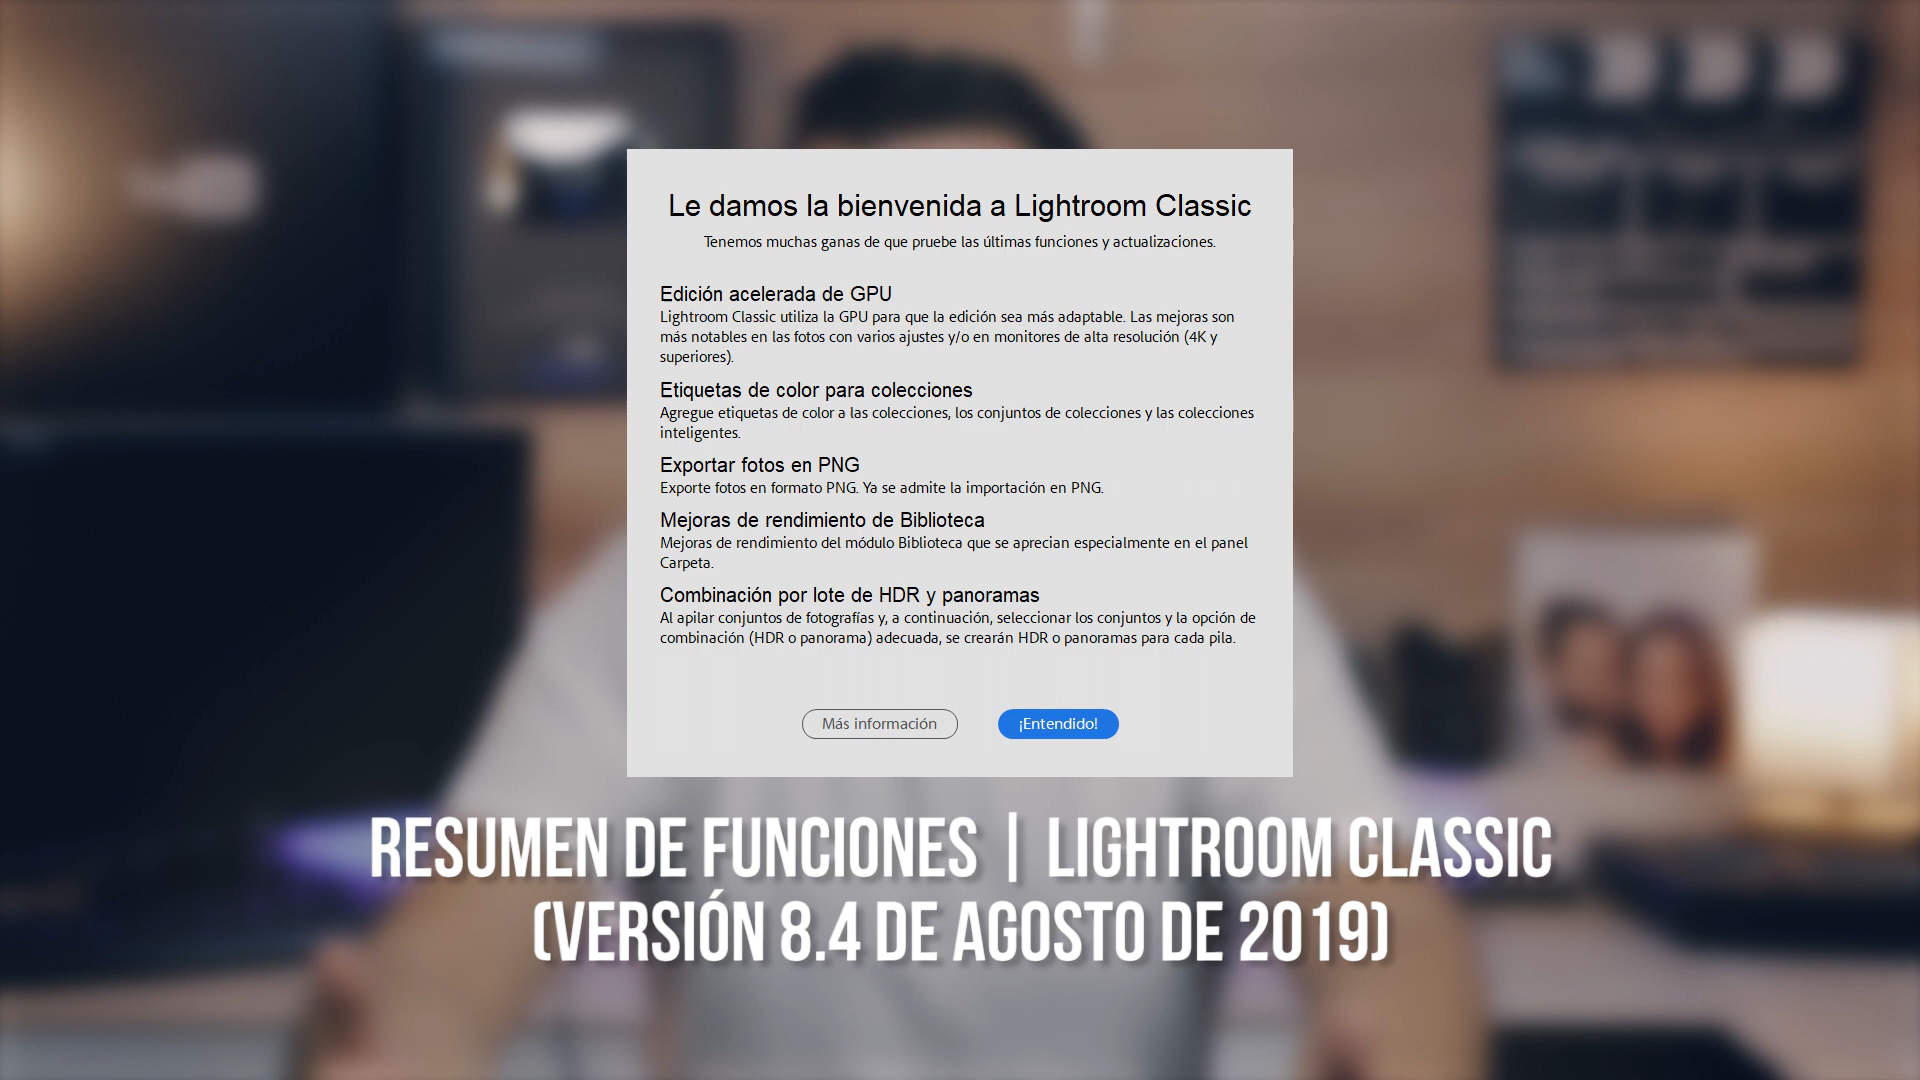 Le damos la bienvenida a Lightroom Classic
Tenemos muchas ganas de que pruebe las últimas funciones y actualizaciones.
Edición acelerada de GPU
Lightroom Classic utiliza la GPU para que la edición sea más adaptable. Las mejoras son
más notables en las fotos con varios ajustes y/o en monitores de alta resolución (4K y
superiores).
Etiquetas de color para colecciones
Agregue etiquetas de color a las colecciones, los conjuntos de colecciones y las colecciones
inteligentes.
Exportar fotos en PNG
Exporte fotos en formato PNG. Ya se admite la importación en PNG.
Mejoras de rendimiento de Biblioteca
Mejoras de rendimiento del módulo Biblioteca que se aprecian especialmente en el panel
Carpeta.
Combinación por lote de HDR y panoramas
Al apilar conjuntos de fotografías y, a continuación, seleccionar los conjuntos y la opción de
combinación (HDR o panorama) adecuada, se crearán HDR o panoramas para cada pila.
Más información
¡Entendido!
RESUMEN DE FUNCIONES | LIGHTROOM CLASSIC
(VERSIÓN 8.4 DE AGOSTO DE 2019)